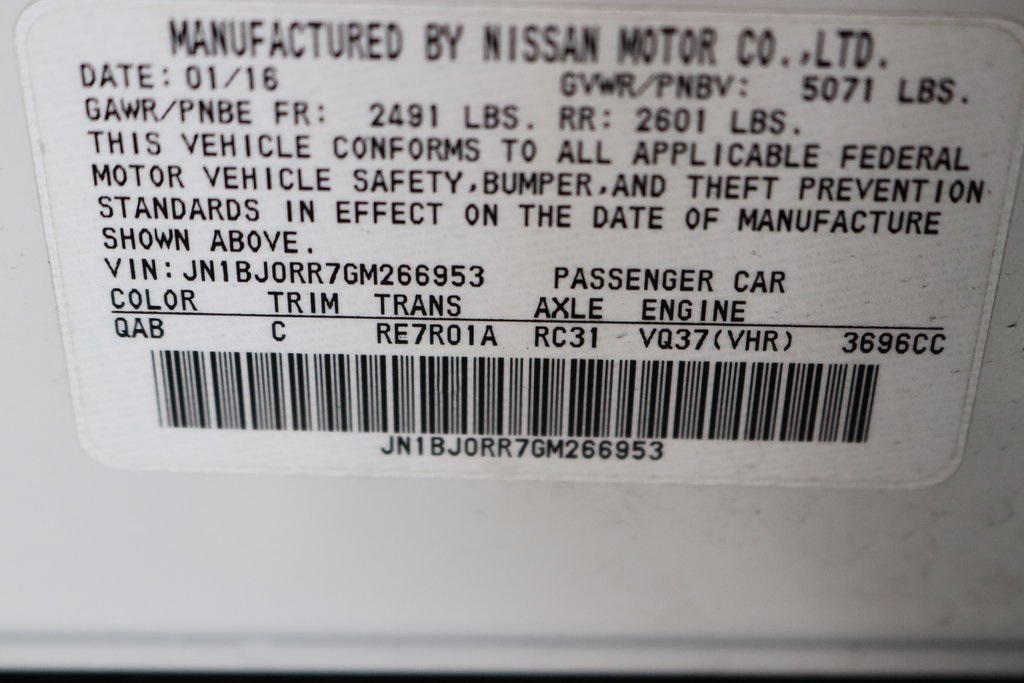 MANUFACTURED BY NISSAN MOTOR CO.,LTD.
DATE: 01/16 GVWR/PNBV: 5071 LBS.
GAWR/PNBE FR: 2491 LBS. RR: 2601 LBS.
THIS VEHICLE CONFORMS TO ALL APPLICABLE FEDERAL
MOTOR VEHICLE SAFETY,BUMPER,AND THEFT PREVENTION
STANDARDS IN EFFECT ON THE DATE OF MANUFACTURE
SHOWN ABOVE.
VIN: JN1BJ0RR7GM266953 PASSENGER CAR
COLOR TRIM TRANS AXLE ENGINE
QAB C RE7R01A RC31 VQ37(VHR) 3696CC
JN1BJ0RR7GM266953